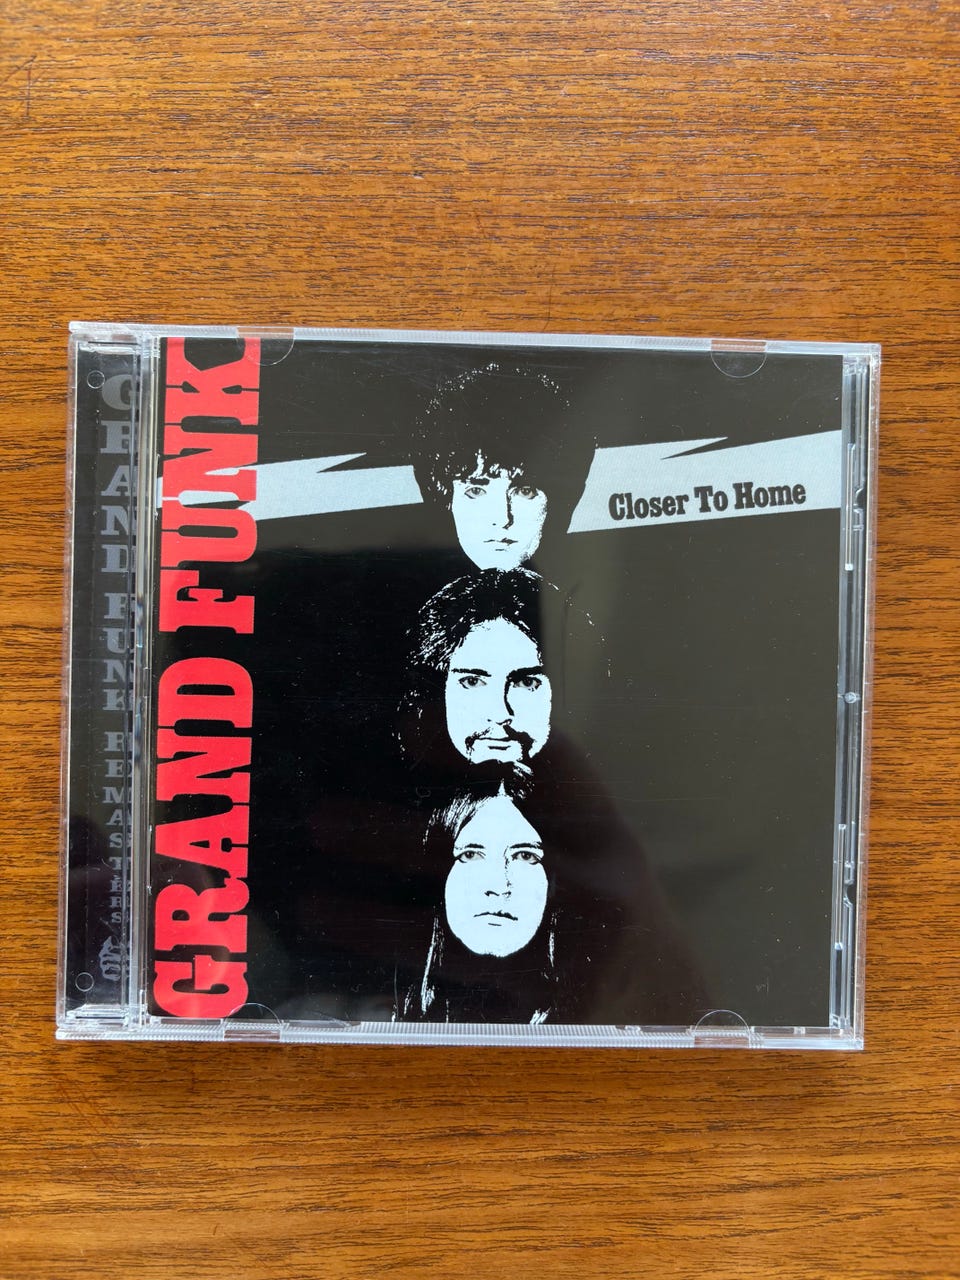 GRAND FUNK REMASTERS
GRAND FUNK
Closer To Home